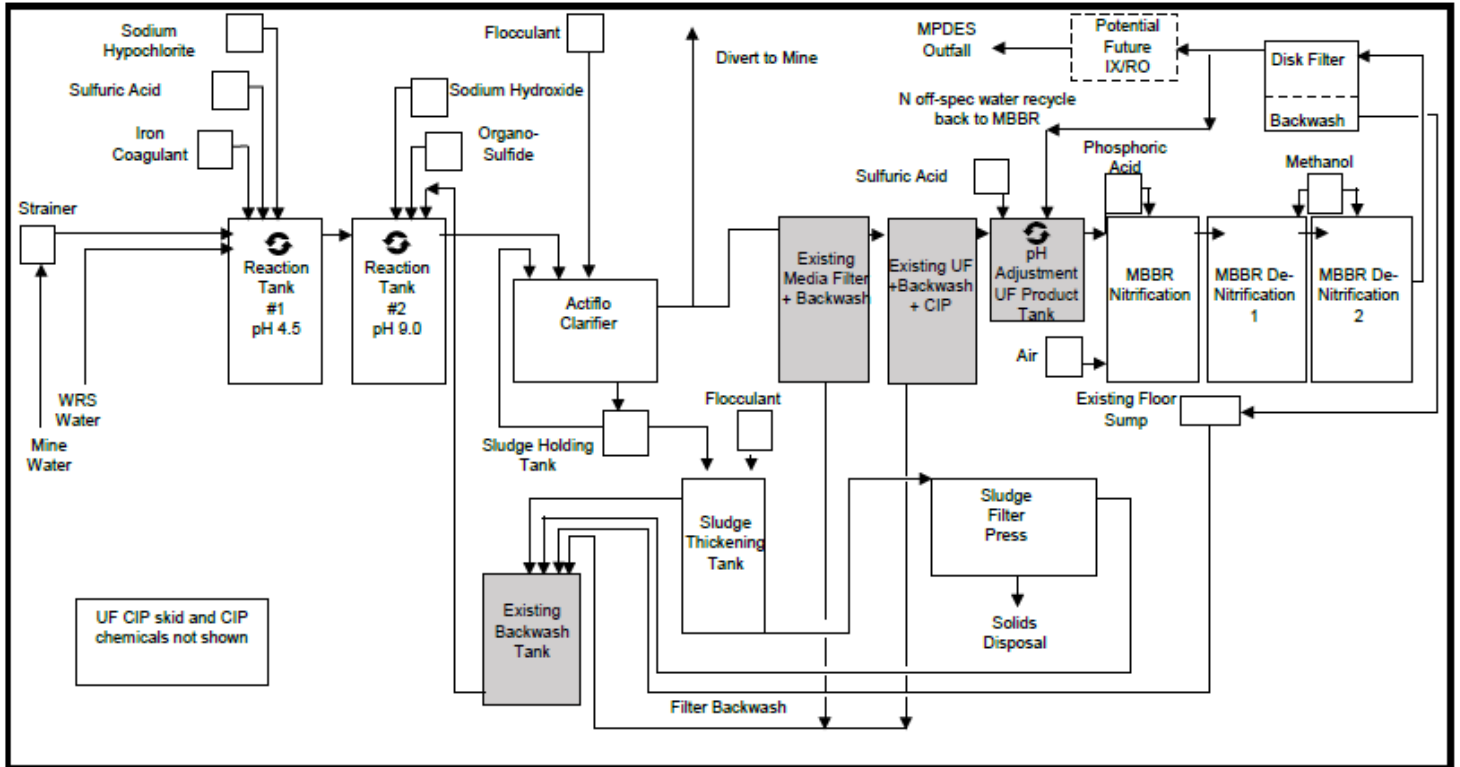 Sodium
Hypochlorite
Flocculant
MPDES
Outfall
Potential
Future
IX/RO
Divert to Mine
Disk Filter
Sulfuric Acid
Sodium Hydroxide
N off-spec water recycle
back to MBBR
Backwash
Iron
Coagulant
Organo-
Sulfide
Phosphoric
Acid
Methanol
Sulfuric Acid
Strainer
Reaction
Tank
#1
pH 4.5
Reaction
Tank
#2
pH 9.0
Actiflo
Clarifier
Existing
Media Filter
+ Backwash
Existing UF
+Backwash
+ CIP
pH
Adjustment
UF Product
Tank
MBBR
Nitrification
MBBR De-
Nitrification
1
MBBR De-
Nitrification
2
Air
WRS
Water
Mine
Water
Flocculant
Existing Floor
Sump
Sludge Holding
Tank
Sludge
Thickening
Tank
Sludge
Filter
Press
UF CIP skid and CIP
chemicals not shown
Existing
Backwash
Tank
Solids
Disposal
Filter Backwash